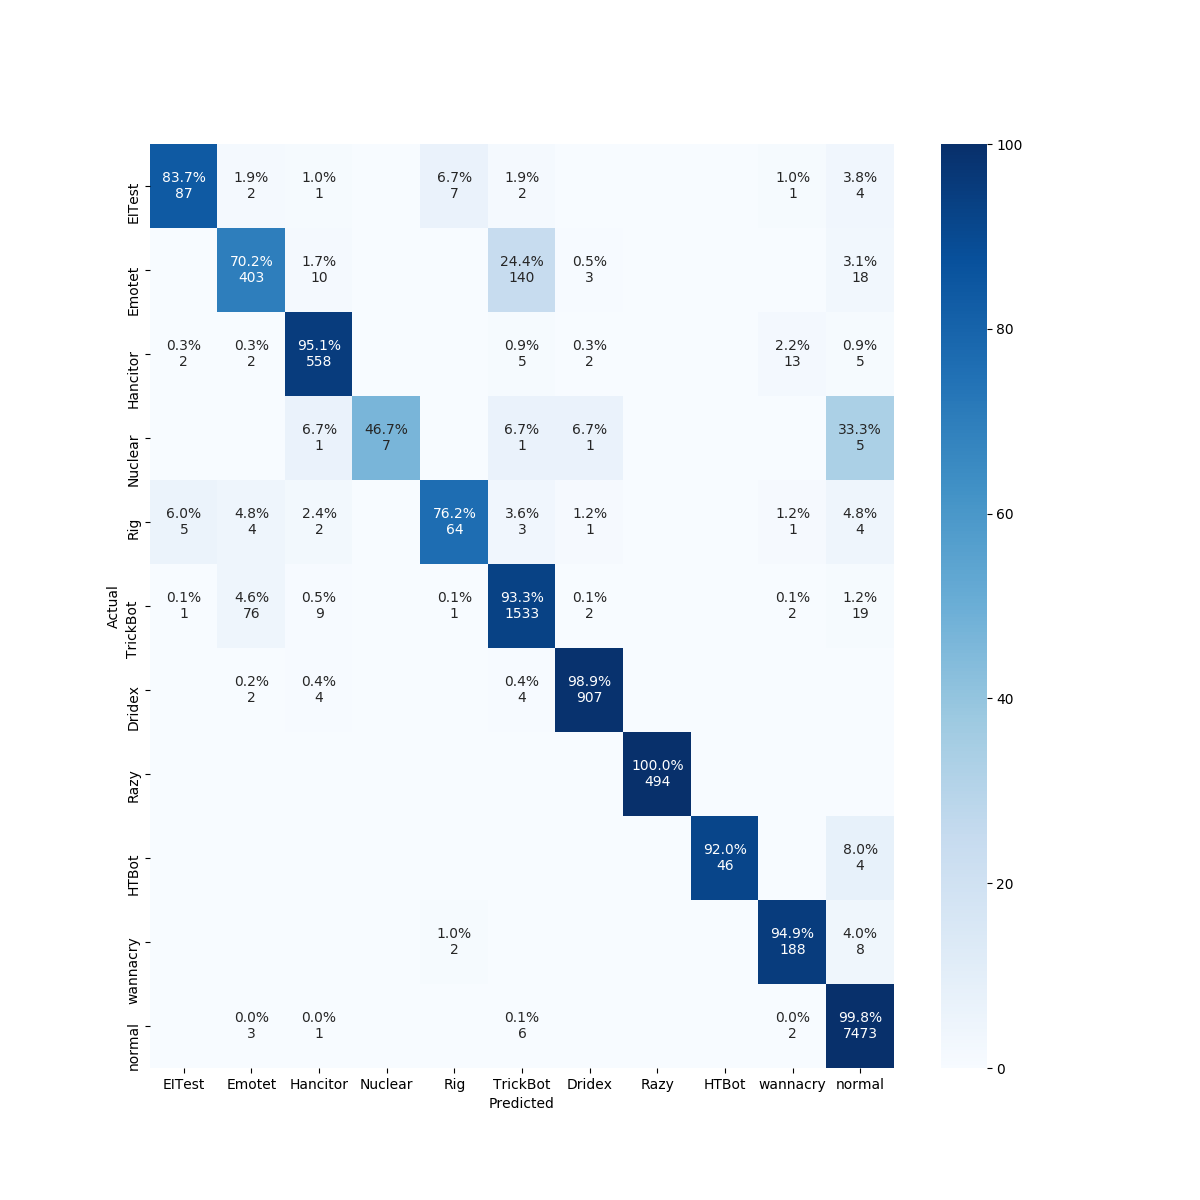 83.7% 1.9% 1.0% 6.7% 1.9% 1.0% 3.8% 100
EITest 87 2 1 7 2 1 4
70.2% 1.7% 24.4% 0.5% 3.1%
Emotet 403 10 140 3 18
80
0.3% 0.3% 95.1% 0.9% 0.3% 2.2% 0.9%
Hancitor 2 2 558 5 2 13 5
6.7% 46.7% 6.7% 6.7% 33.3%
Nuclear 1 7 1 1 5
60
6.0% 4.8% 2.4% 76.2% 3.6% 1.2% 1.2% 4.8%
Rig 5 4 2 64 3 1 1 4
Actual
0.1% 4.6% 0.5% 0.1% 93.3% 0.1% 0.1% 1.2%
TrickBot 1 76 9 1 1533 2 2 19
0.2% 0.4% 0.4% 98.9%
Dridex 2 4 4 907
40
100.0%
Razy 494
92.0% 8.0%
HTBot 46 4
20
1.0% 94.9% 4.0%
wannacry 2 188 8
0.0% 0.0% 0.1% 0.0% 99.8%
normal 3 1 6 2 7473
0
EITest Emotet Hancitor Nuclear Rig TrickBot Dridex Razy HTBot wannacry normal
Predicted